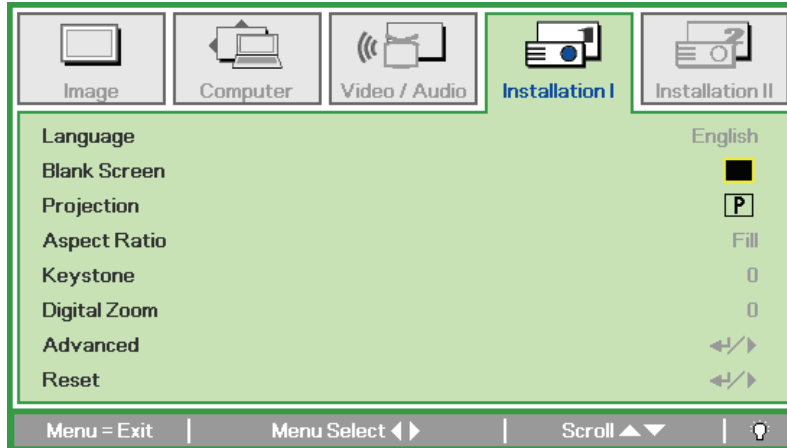 Image Computer Video / Audio Installation I Installation II
Language English
Blank Screen
Projection P
Aspect Ratio Fill
Keystone 0
Digital Zoom 0
Advanced
Reset
Menu = Exit | Menu Select | Scroll |